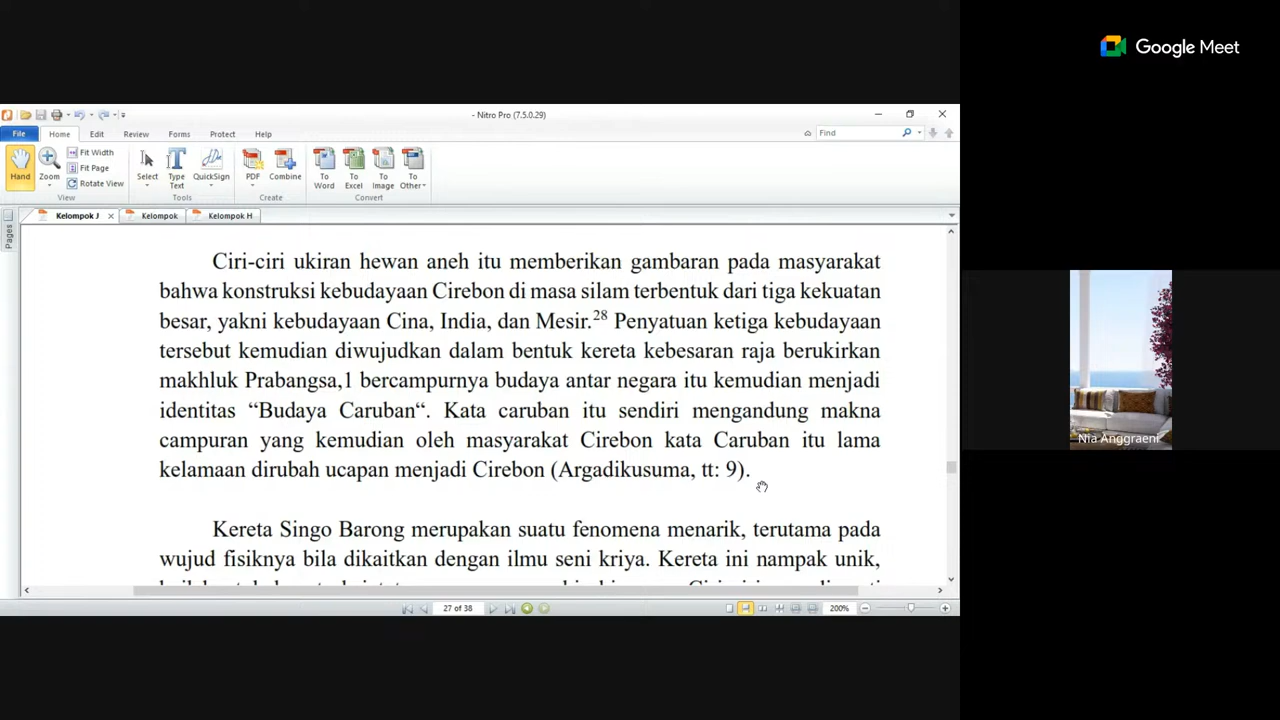 Google Meet
- Nitro Pro (7.5.0.29)
File Home Edit Review Forms Protect Help
Find
Hand
Zoom
Fit Width
Fit Page
Rotate View
View
Select
Type Text
QuickSign
Tools
PDF
Combine
Create
To Word
To Excel
To Image
To Other
Convert
Kelompok J
Kelompok
Kelompok H
Pages
Ciri-ciri ukiran hewan aneh itu memberikan gambaran pada masyarakat
bahwa konstruksi kebudayaan Cirebon di masa silam terbentuk dari tiga kekuatan
besar, yakni kebudayaan Cina, India, dan Mesir.28 Penyatuan ketiga kebudayaan
tersebut kemudian diwujudkan dalam bentuk kereta kebesaran raja berukirkan
makhluk Prabangsa,1 bercampurnya budaya antar negara itu kemudian menjadi
identitas “Budaya Caruban“. Kata caruban itu sendiri mengandung makna
campuran yang kemudian oleh masyarakat Cirebon kata Caruban itu lama
kelamaan dirubah ucapan menjadi Cirebon (Argadikusuma, tt: 9).
Kereta Singo Barong merupakan suatu fenomena menarik, terutama pada
wujud fisiknya bila dikaitkan dengan ilmu seni kriya. Kereta ini nampak unik,
27 of 38
200%
Nia Anggraeni